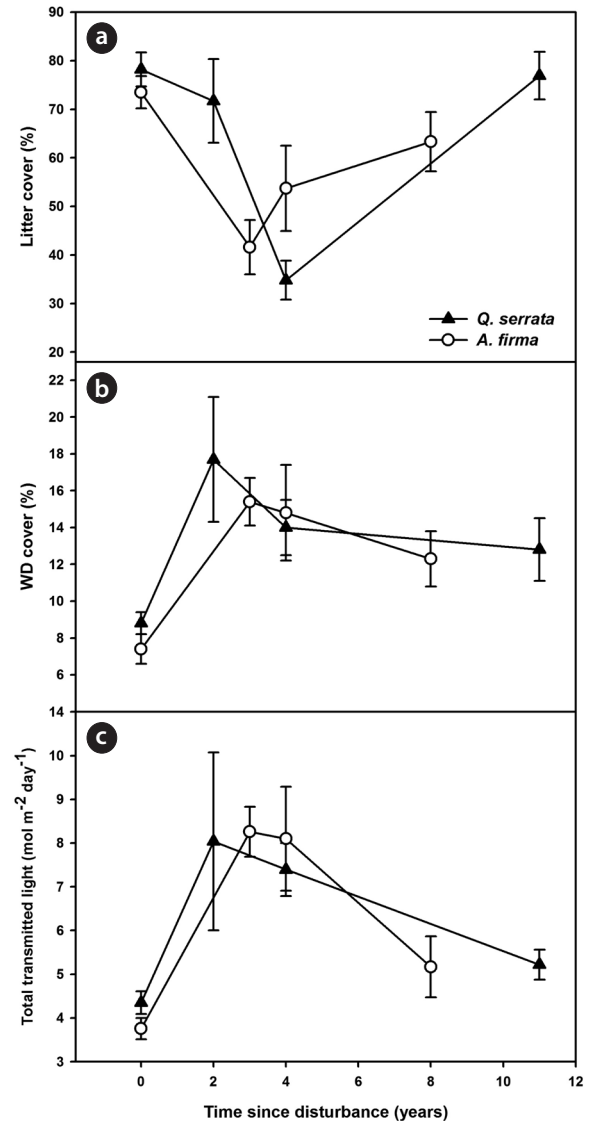 a
90
80
70
60
50
40
30
20
Litter cover (%)
Q. serrata
A. firma
b
22
20
18
16
14
12
10
8
6
WD cover (%)
14
c
10
9
8
7
6
5
4
3
Total transmitted light (mol m⁻² day⁻¹)
0 2 4 6 8 10 12
Time since disturbance (years)